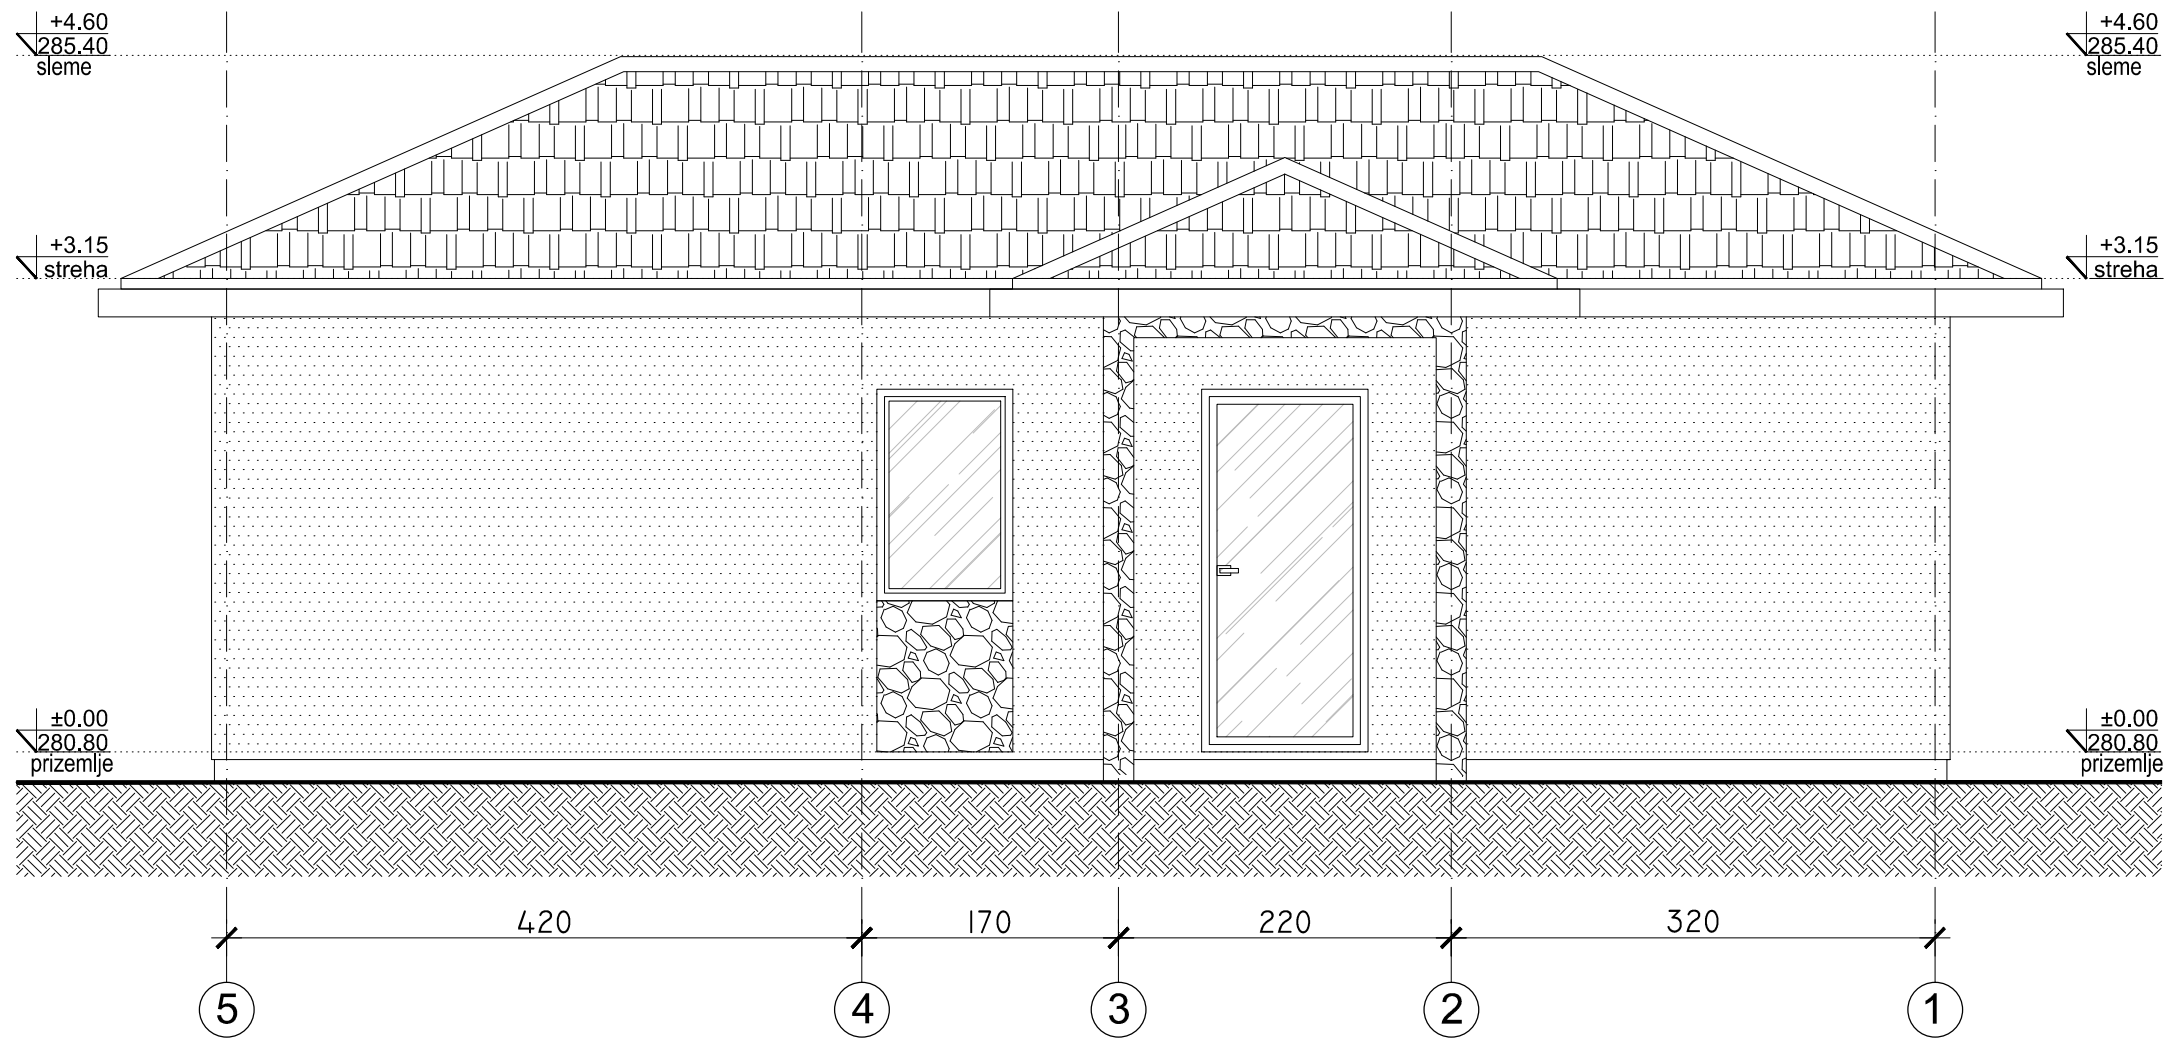 +4.60
285.40
sleme
+4.60
285.40
sleme
+3.15
streha
+3.15
streha
±0.00
280.80
prizemlje
±0.00
280.80
prizemlje
420 170 220 320
5 4 3 2 1